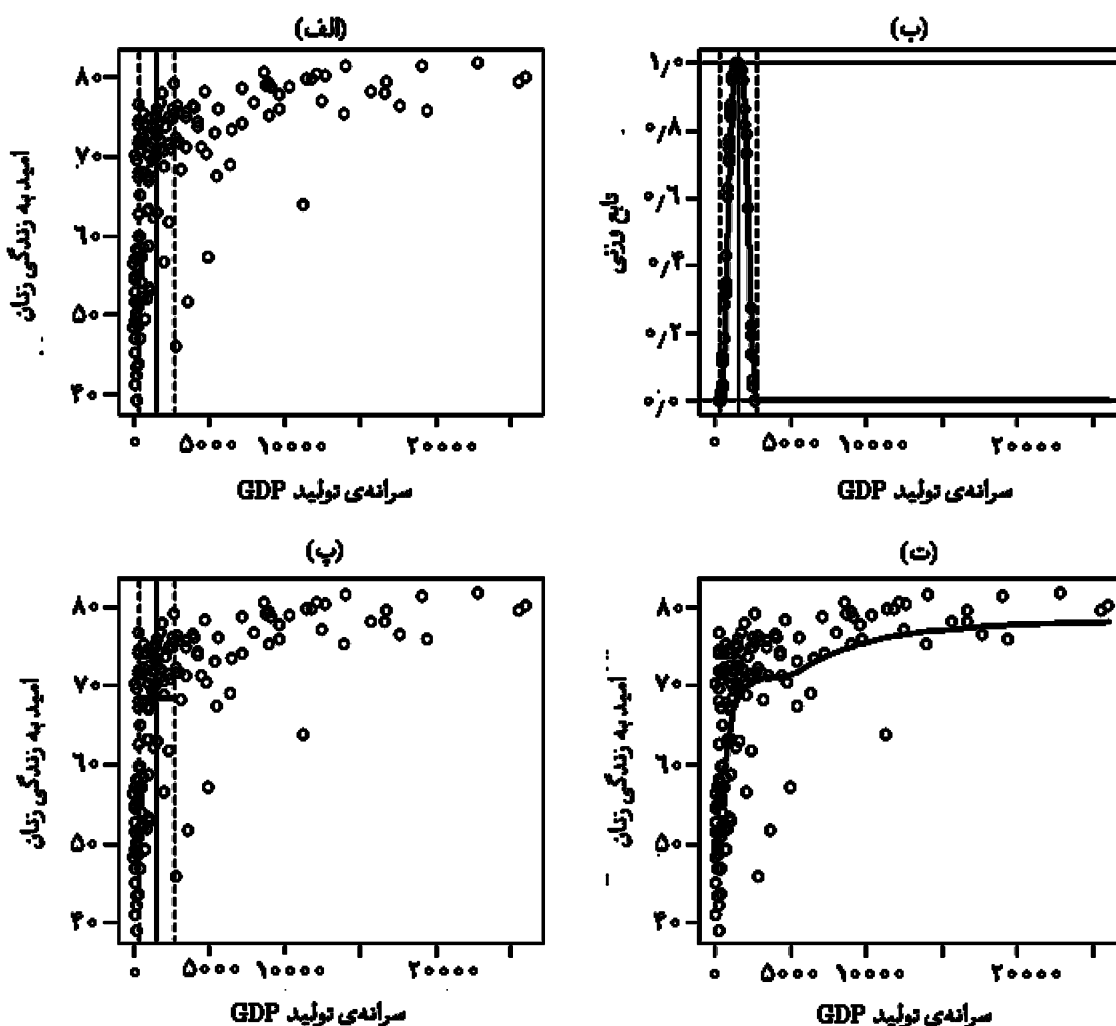 (الف)
امید به زندگی زنان
۸۰
۷۰
۶۰
۵۰
۴۰
۰ ۵۰۰۰ ۱۰۰۰۰ ۲۰۰۰۰
سرانه‌ی تولید GDP
(ب)
تابع وزنی
۱٫۰
۰٫۸
۰٫۶
۰٫۴
۰٫۲
۰٫۰
۰ ۵۰۰۰ ۱۰۰۰۰ ۲۰۰۰۰
سرانه‌ی تولید GDP
(پ)
امید به زندگی زنان
۸۰
۷۰
۶۰
۵۰
۴۰
۰ ۵۰۰۰ ۱۰۰۰۰ ۲۰۰۰۰
سرانه‌ی تولید GDP
(ت)
امید به زندگی زنان
۸۰
۷۰
۶۰
۵۰
۴۰
۰ ۵۰۰۰ ۱۰۰۰۰ ۲۰۰۰۰
سرانه‌ی تولید GDP